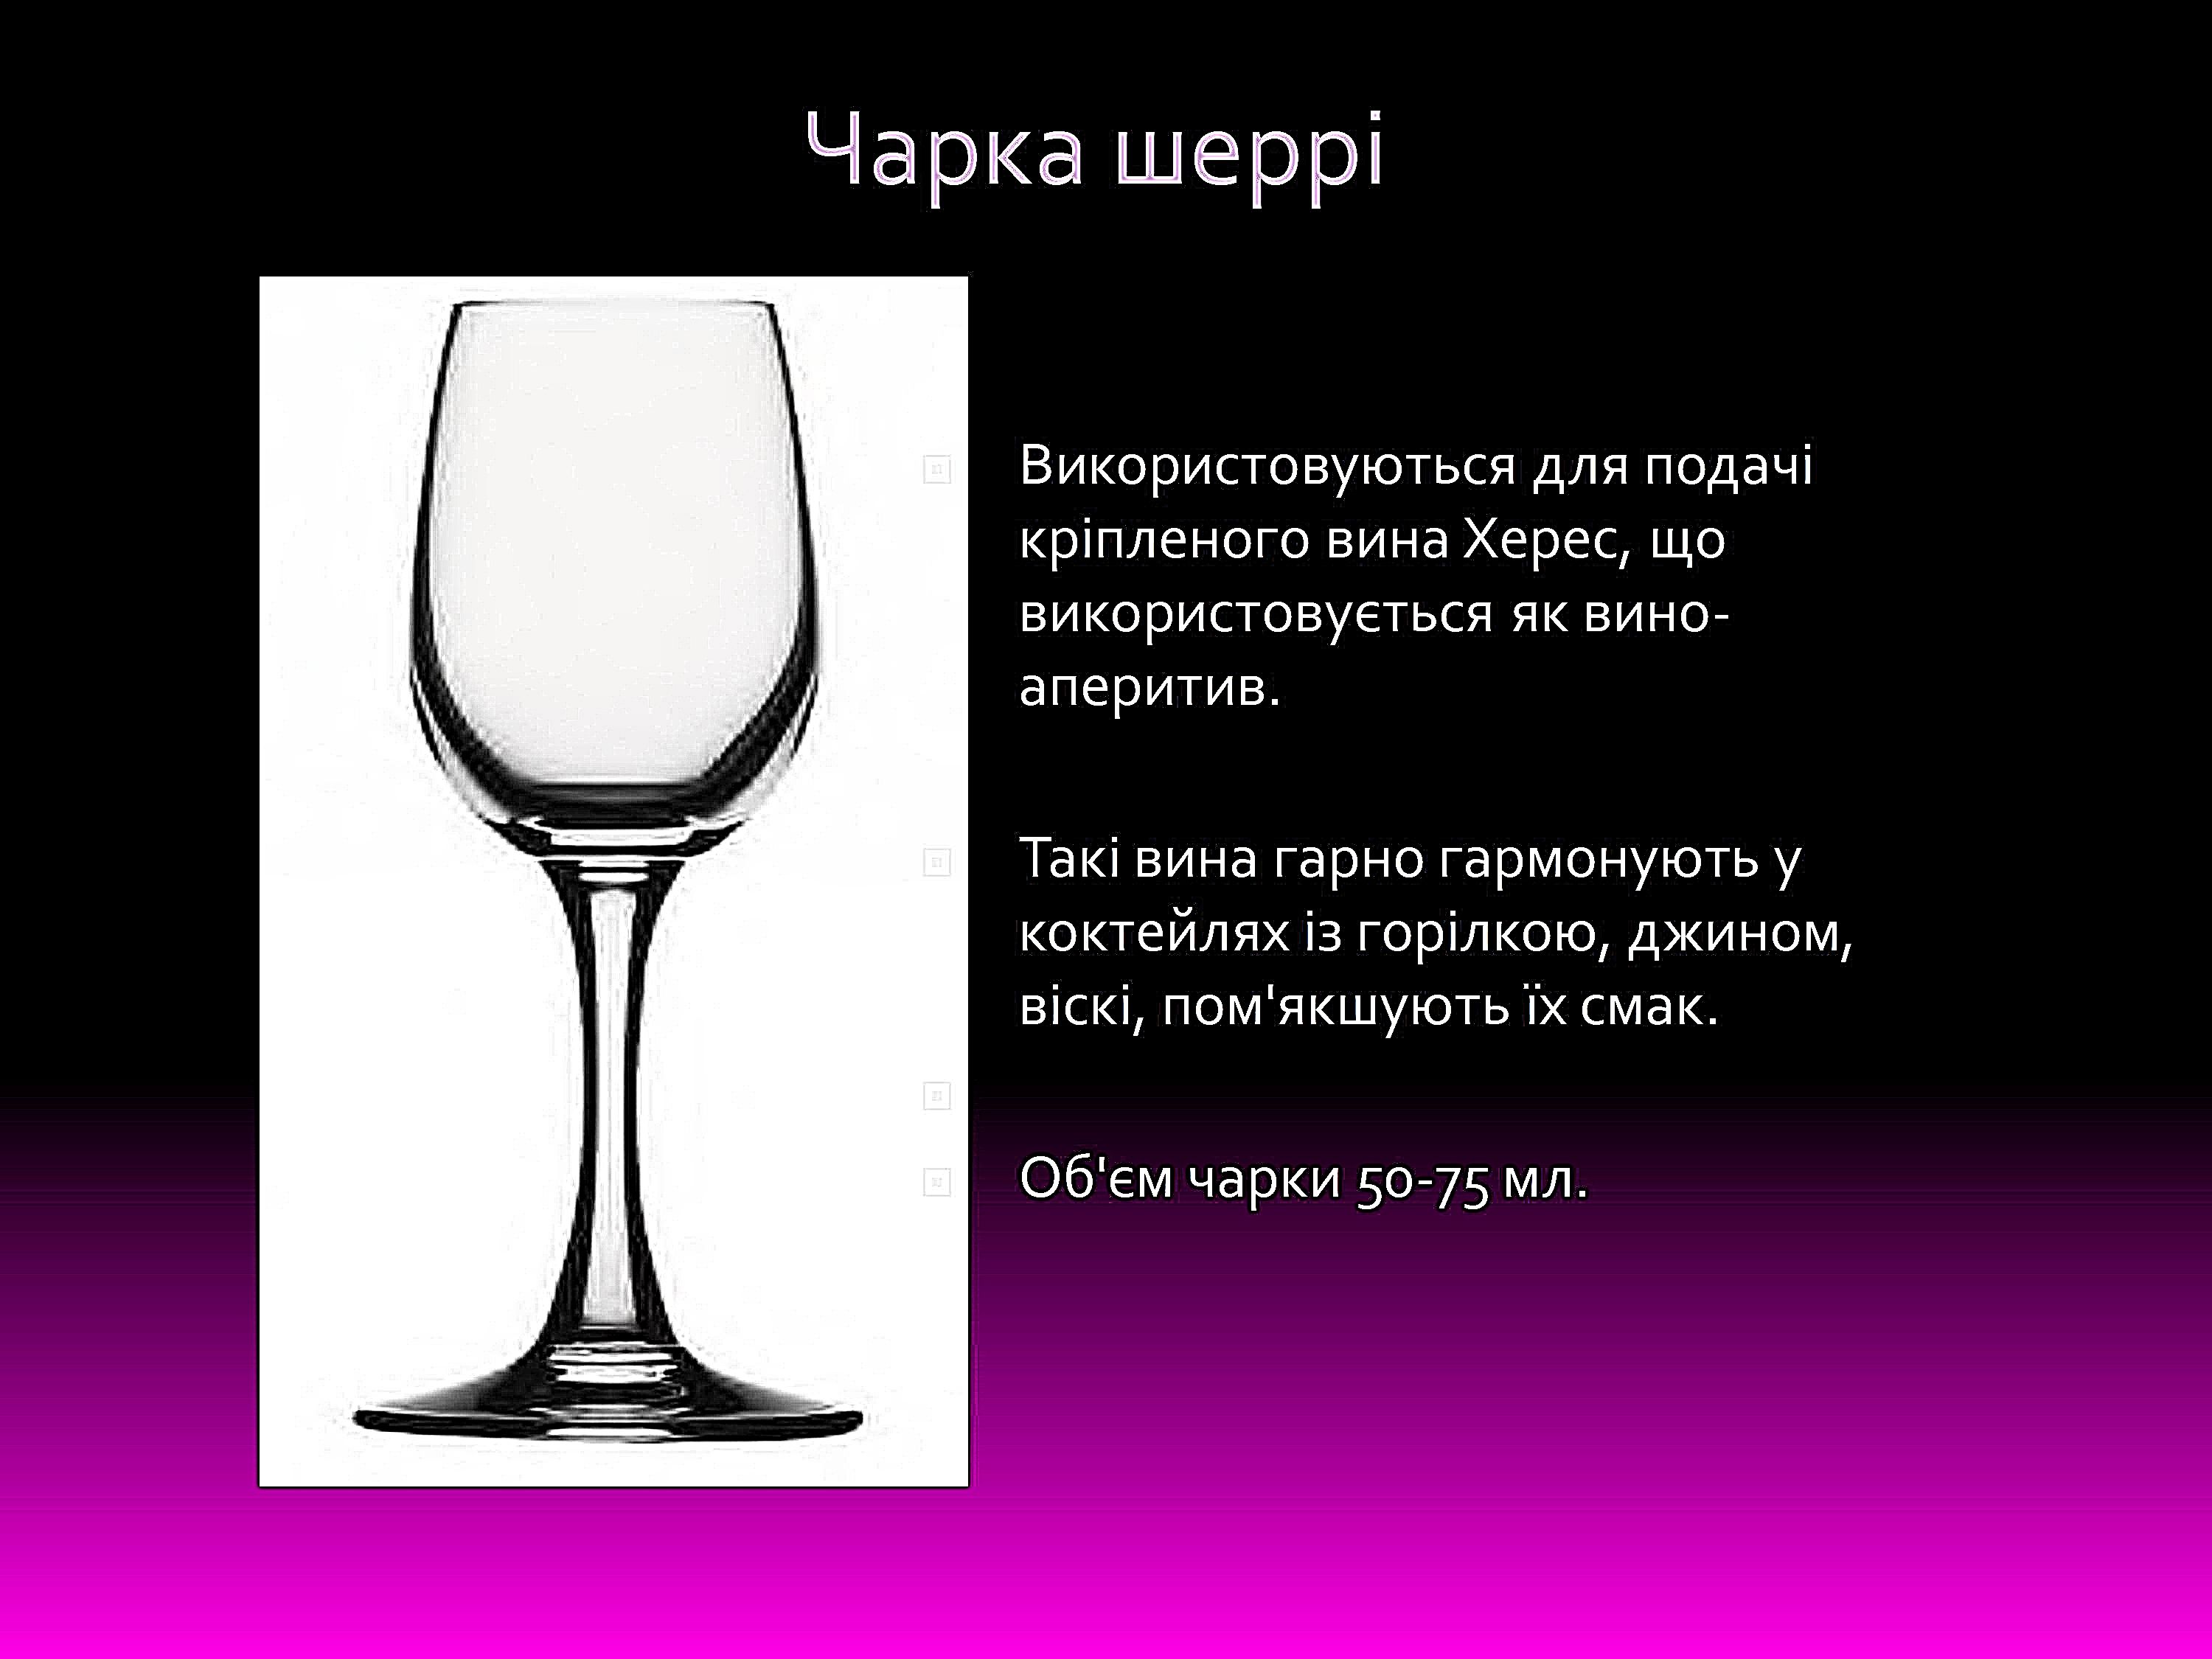 Чарка шеррі
Використовуються для подачі
кріпленого вина Херес, що
використовується як вино-
аперитив.
Такі вина гарно гармонують у
коктейлях із горілкою, джином,
віскі, пом'якшують їх смак.
Об'єм чарки 50-75 мл.